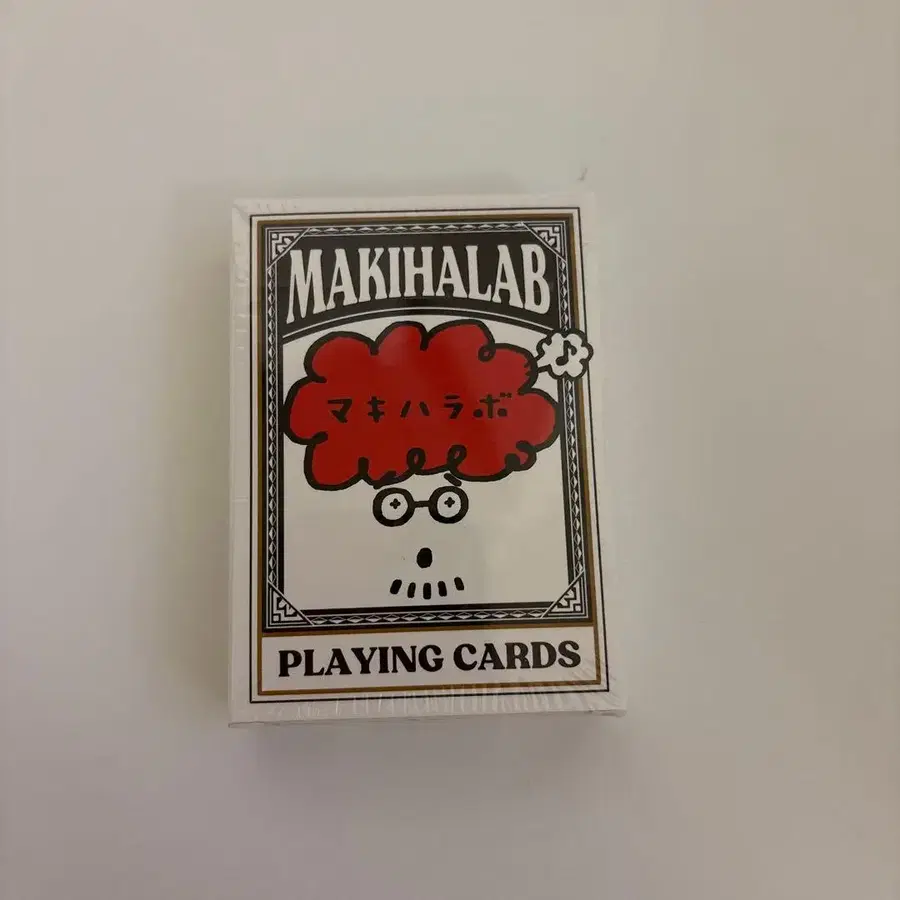 MAKIHALAB
マキハラボ
PLAYING CARDS